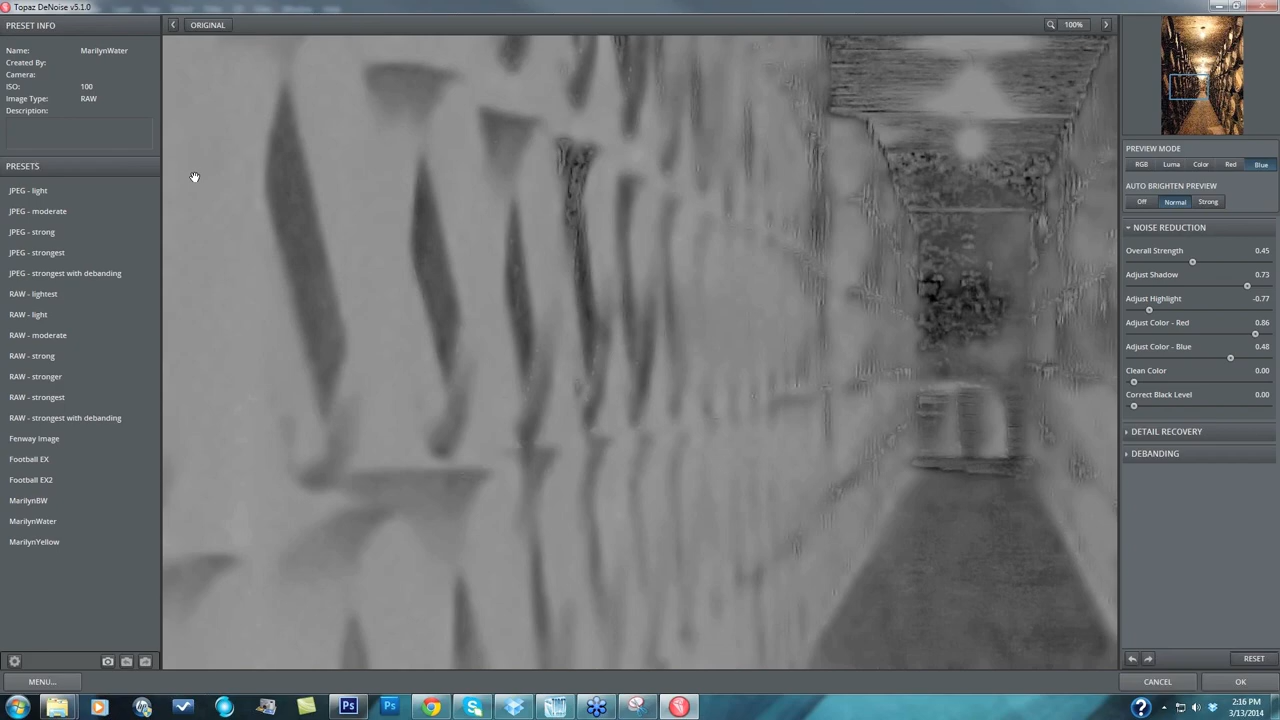 Topaz DeNoise v5.1.0
PRESET INFO
Name: MarilynWater
Created By:
Camera:
ISO: 100
Image Type: RAW
Description:
PRESETS
JPEG - light
JPEG - moderate
JPEG - strong
JPEG - strongest
JPEG - strongest with debanding
RAW - lightest
RAW - light
RAW - moderate
RAW - strong
RAW - stronger
RAW - strongest
RAW - strongest with debanding
Fenway Image
Football EX
Football EX2
MarilynBW
MarilynWater
MarilynYellow
MENU...
ORIGINAL
100%
PREVIEW MODE
RGB Luma Color Red Blue
AUTO BRIGHTEN PREVIEW
Off Normal Strong
NOISE REDUCTION
Overall Strength 0.45
Adjust Shadow 0.73
Adjust Highlight -0.77
Adjust Color - Red 0.86
Adjust Color - Blue 0.48
Clean Color 0.00
Correct Black Level 0.00
DETAIL RECOVERY
DEBANDING
RESET
CANCEL OK
2:16 PM
3/13/2014